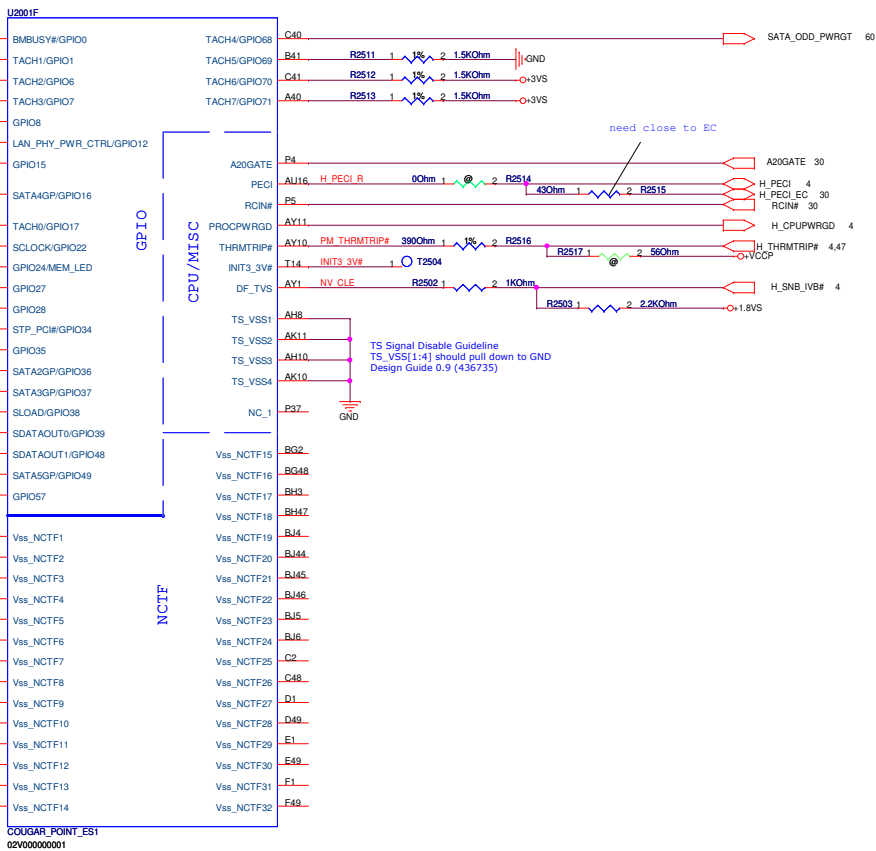 U2001F
BMBUSY#/GPIO0 TACH4/GPIO68 C40 SATA_ODD_PWRGT 60
TACH1/GPIO1 TACH5/GPIO69 B41 R2511 1% 1 2 1.5KOhm GND
TACH2/GPIO6 TACH6/GPIO70 C41 R2512 1% 1 2 1.5KOhm +3VS
TACH3/GPIO7 TACH7/GPIO71 A40 R2513 1% 1 2 1.5KOhm +3VS
GPIO8
need close to EC
LAN_PHY_PWR_CTRL/GPIO12
GPIO15 A20GATE P4 A20GATE 30
PECI AU16 H_PECI_R 0Ohm 1 @ 2 R2514 H_PECI 4
SATA4GP/GPIO16 43Ohm 1 2 R2515 H_PECI_EC 30
RCIN# P5 RCIN# 30
TACH0/GPIO17 PROCPWRGD AY11 H_CPUPWRGD 4
GPIO
CPU/MISC
SCLOCK/GPIO22 THRMTRIP# AY10 PM_THRMTRIP# 390Ohm 1 1% 2 R2516 H_THRMTRIP# 4,47
R2517 1 @ 2 56Ohm +VCCP
GPIO24/MEM_LED INIT3_3V# T14 INIT3_3V# 1 T2504
GPIO27 DF_TVS AY1 NV_CLE R2502 1 2 1KOhm H_SNB_IVB# 4
GPIO28 R2503 1 2 2.2KOhm +1.8VS
TS_VSS1 AH8
STP_PCI#/GPIO34
TS_VSS2 AK11
GPIO35
TS_VSS3 AH10
TS Signal Disable Guideline
TS_VSS[1:4] should pull down to GND
Design Guide 0.9 (436735)
SATA2GP/GPIO36
TS_VSS4 AK10
SATA3GP/GPIO37
SLOAD/GPIO38 NC_1 P37
GND
SDATAOUT0/GPIO39
SDATAOUT1/GPIO48 Vss_NCTF15 BG2
SATA5GP/GPIO49 Vss_NCTF16 BG48
GPIO57 Vss_NCTF17 BH3
Vss_NCTF18 BH47
Vss_NCTF1 Vss_NCTF19 BJ4
Vss_NCTF2 Vss_NCTF20 BJ44
Vss_NCTF3 Vss_NCTF21 BJ45
Vss_NCTF4 Vss_NCTF22 BJ46
NCTF
Vss_NCTF5 Vss_NCTF23 BJ5
Vss_NCTF6 Vss_NCTF24 BJ6
Vss_NCTF7 Vss_NCTF25 C2
Vss_NCTF8 Vss_NCTF26 C48
Vss_NCTF9 Vss_NCTF27 D1
Vss_NCTF10 Vss_NCTF28 D49
Vss_NCTF11 Vss_NCTF29 E1
Vss_NCTF12 Vss_NCTF30 E49
Vss_NCTF13 Vss_NCTF31 F1
Vss_NCTF14 Vss_NCTF32 F49
COUGAR_POINT_ES1
02V000000001